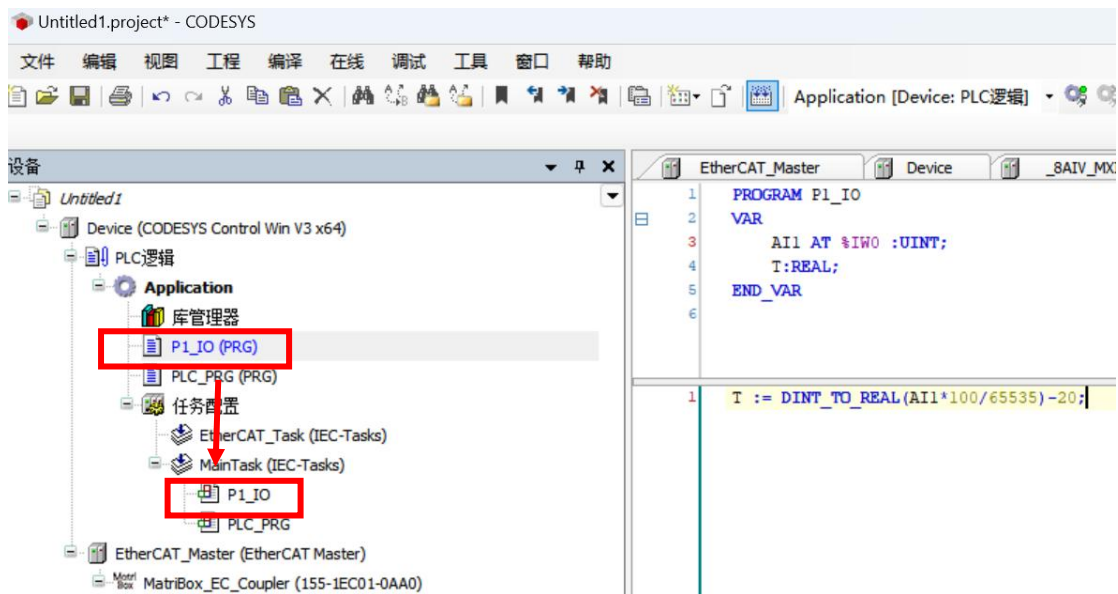 Untitled1.project* - CODESYS
文件 编辑 视图 工程 编译 在线 调试 工具 窗口 帮助
Application [Device: PLC逻辑]
设备
Untitled1
Device (CODESYS Control Win V3 x64)
PLC逻辑
Application
库管理器
P1_IO (PRG)
PLC_PRG (PRG)
任务配置
EtherCAT_Task (IEC-Tasks)
MainTask (IEC-Tasks)
P1_IO
PLC_PRG
EtherCAT_Master (EtherCAT Master)
Matri Box MatriBox_EC_Coupler (155-1EC01-0AA0)
EtherCAT_Master Device _8AIV_MXI
1 PROGRAM P1_IO
2 VAR
3 AI1 AT %IW0 :UINT;
4 T:REAL;
5 END_VAR
6
1 T := DINT_TO_REAL(AI1*100/65535)-20;